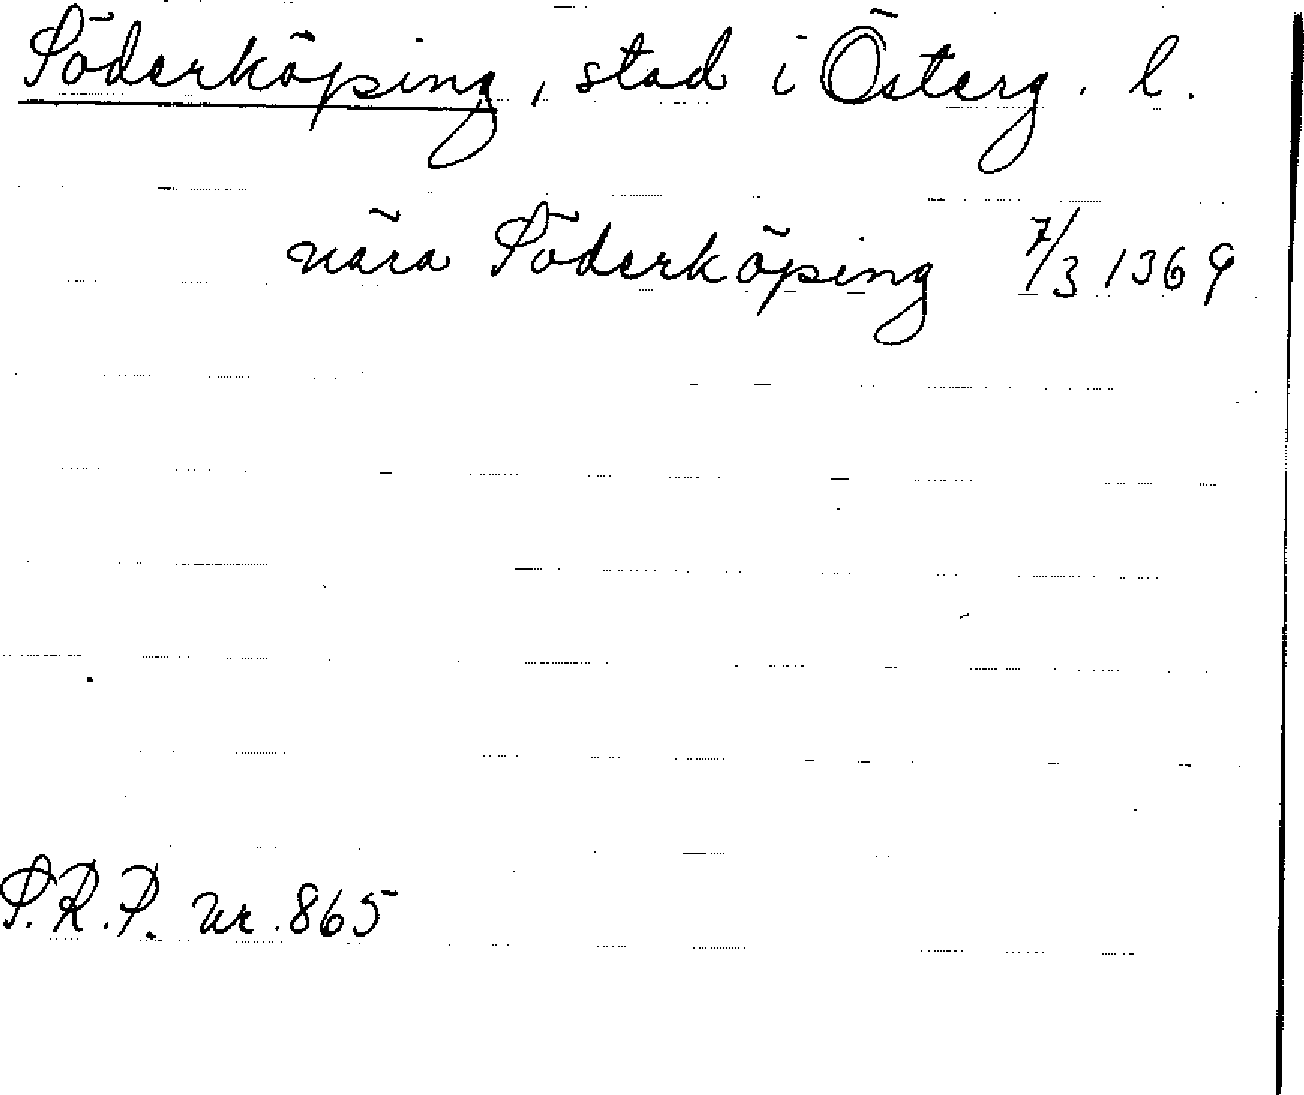 Söderköping, stad i Österg. l.
nära Söderköping 7/3 1369
S.R.P. nr. 865